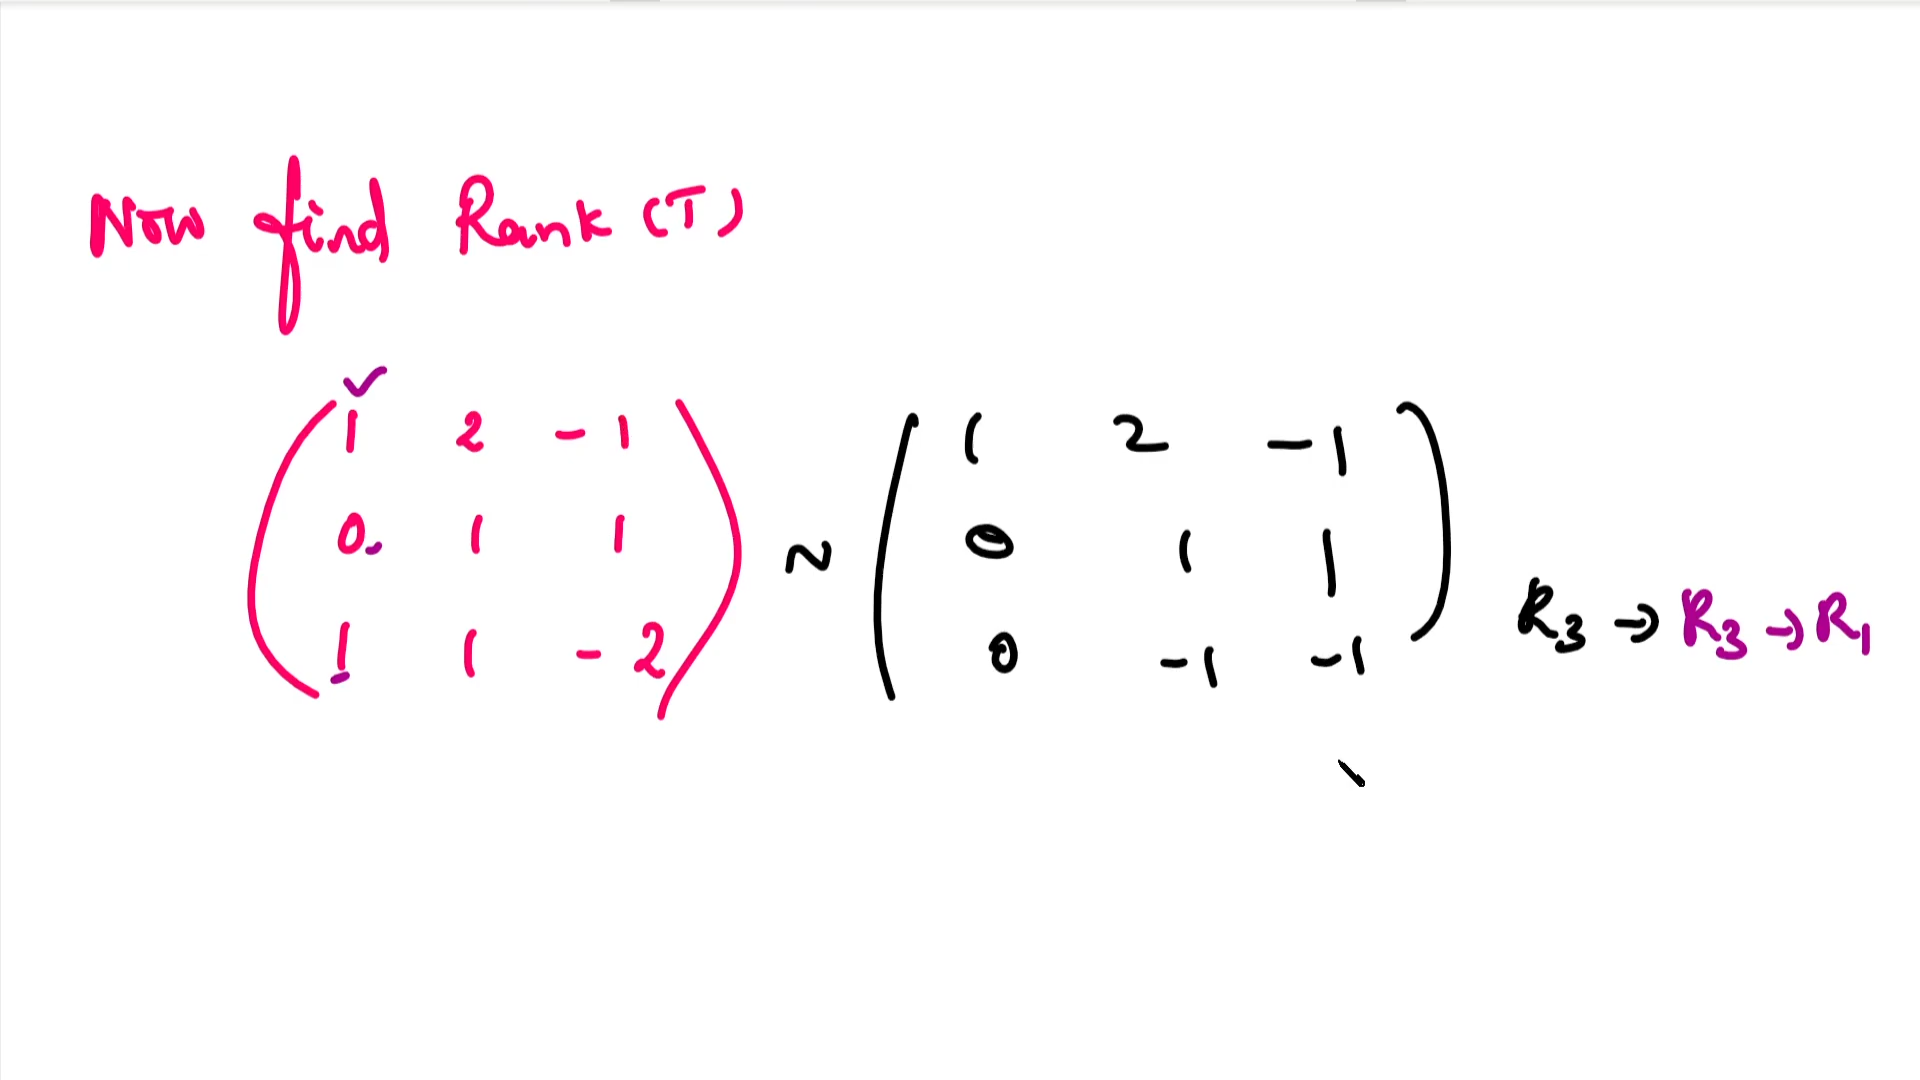 Now find Rank (T)
1 2 -1 1 2 -1
0 1 1 ~ 0 1 1
1 1 -2 0 -1 -1 R3 → R3 → R1